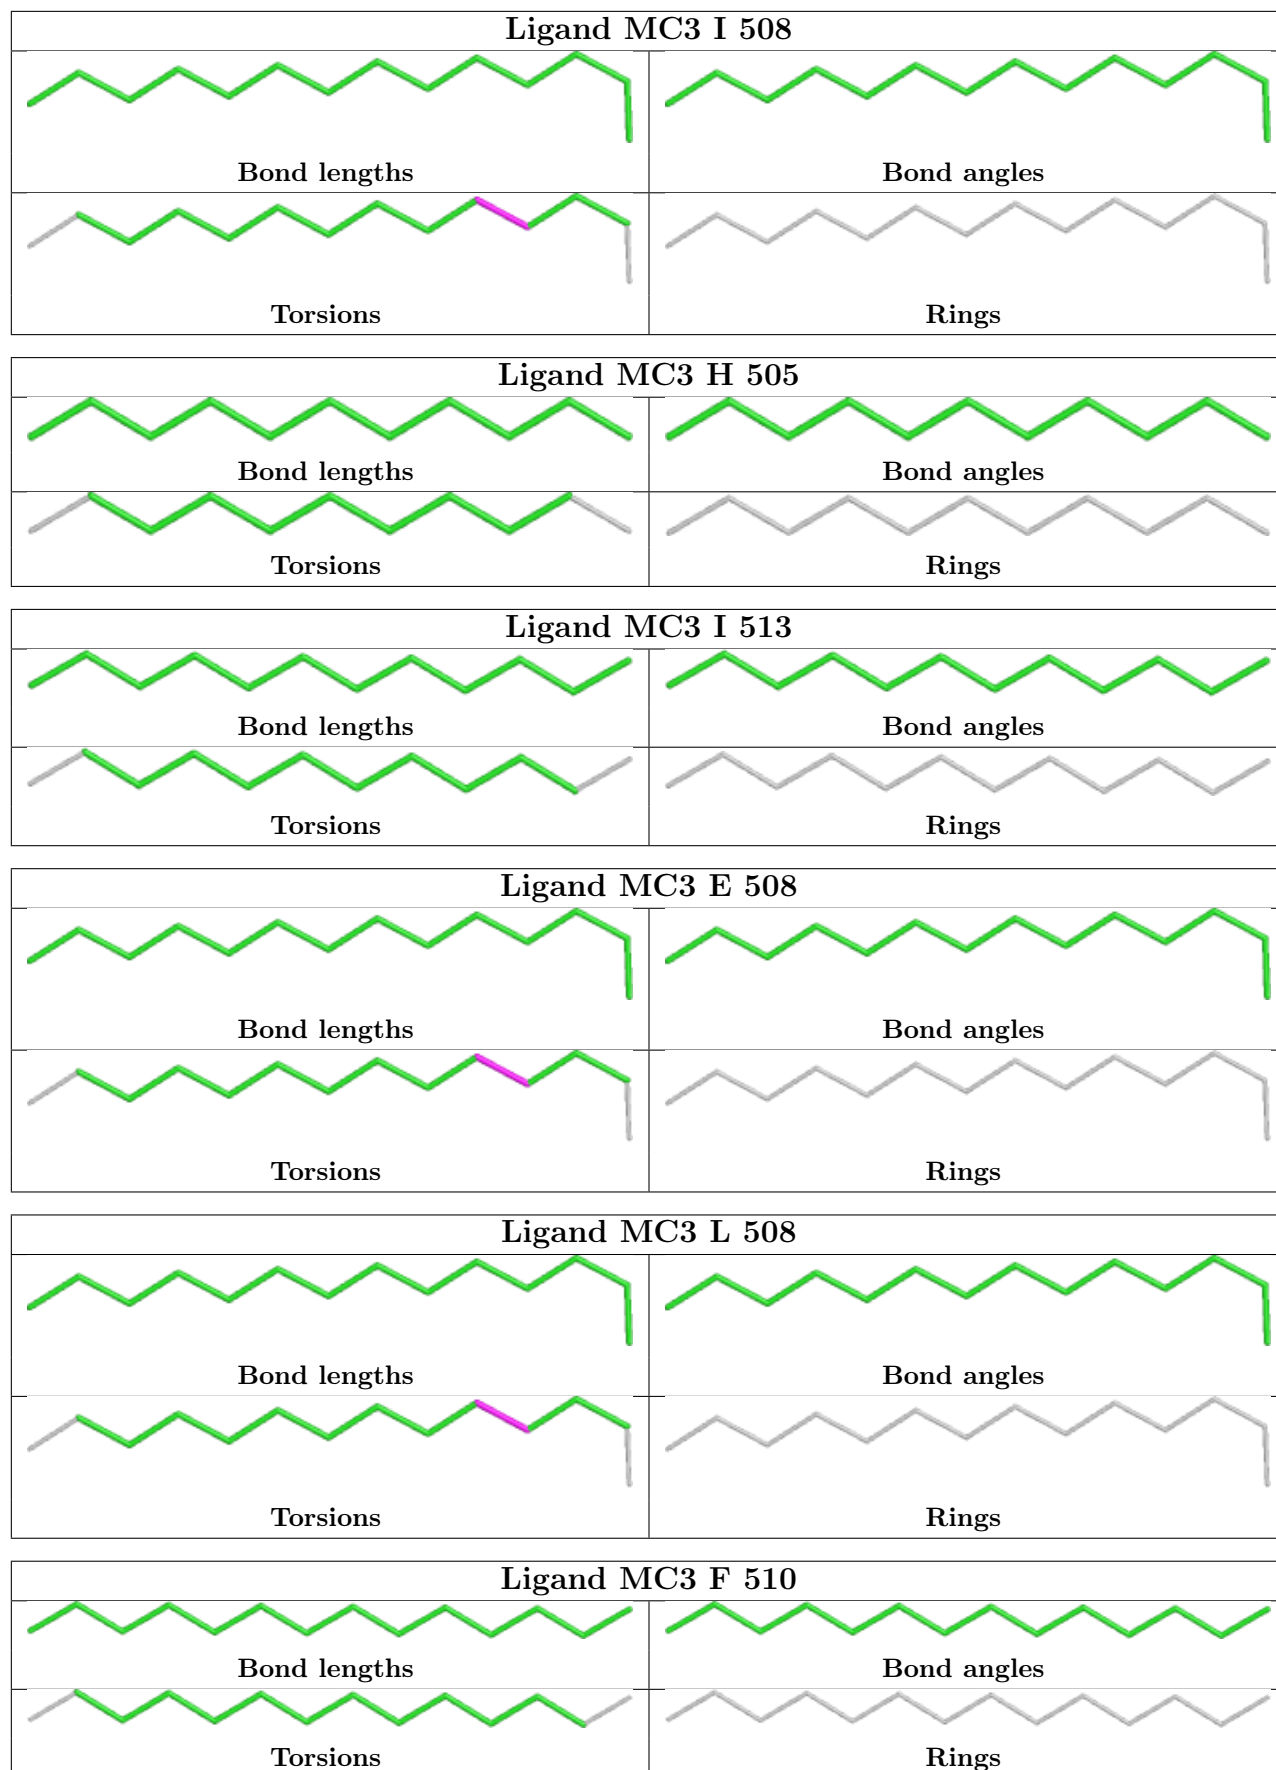 Ligand MC3 I 508
Bond lengths Bond angles
Torsions Rings
Ligand MC3 H 505
Bond lengths Bond angles
Torsions Rings
Ligand MC3 I 513
Bond lengths Bond angles
Torsions Rings
Ligand MC3 E 508
Bond lengths Bond angles
Torsions Rings
Ligand MC3 L 508
Bond lengths Bond angles
Torsions Rings
Ligand MC3 F 510
Bond lengths Bond angles
Torsions Rings